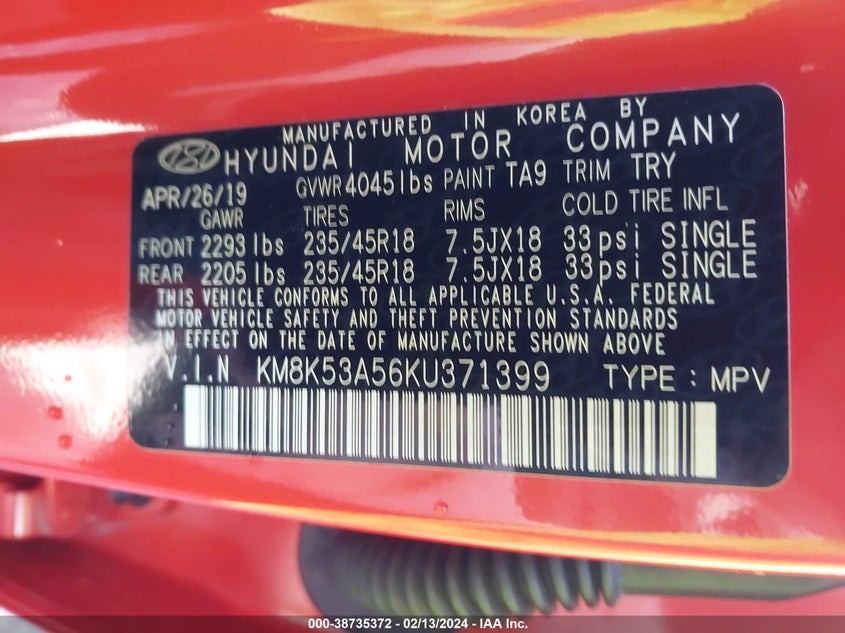 MANUFACTURED IN KOREA BY
HYUNDAI MOTOR COMPANY
APR/26/19 GVWR 4045lbs PAINT TA9 TRIM TRY
GAWR TIRES RIMS COLD TIRE INFL
FRONT 2293 lbs 235/45R18 7.5JX18 33psi SINGLE
REAR 2205 lbs 235/45R18 7.5JX18 33psi SINGLE
THIS VEHICLE CONFORMS TO ALL APPLICABLE U.S.A. FEDERAL
MOTOR VEHICLE SAFETY AND THEFT PREVENTION STANDARDS
IN EFFECT ON THE DATE OF MANUFACTURE SHOWN ABOVE
V.I.N KM8K53A56KU371399 TYPE : MPV
000-38735372 - 02/13/2024 - IAA Inc.